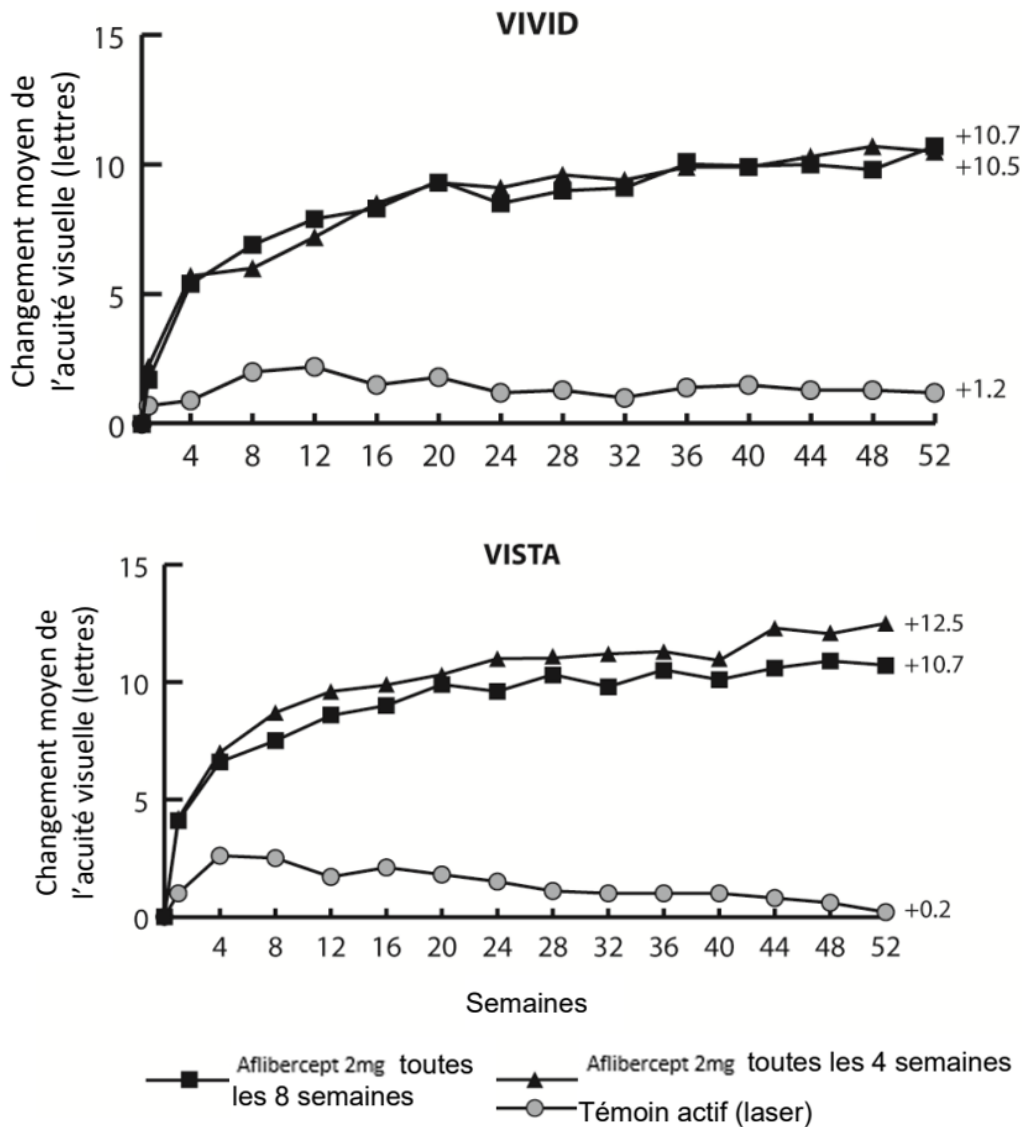 VIVID
Changement moyen de
l'acuité visuelle (lettres)
15
10
5
0
+10.7
+10.5
+1.2
4 8 12 16 20 24 28 32 36 40 44 48 52
VISTA
Changement moyen de
l'acuité visuelle (lettres)
15
10
5
0
+12.5
+10.7
+0.2
4 8 12 16 20 24 28 32 36 40 44 48 52
Semaines
Aflibercept 2mg toutes
les 8 semaines
Aflibercept 2mg toutes les 4 semaines
Témoin actif (laser)